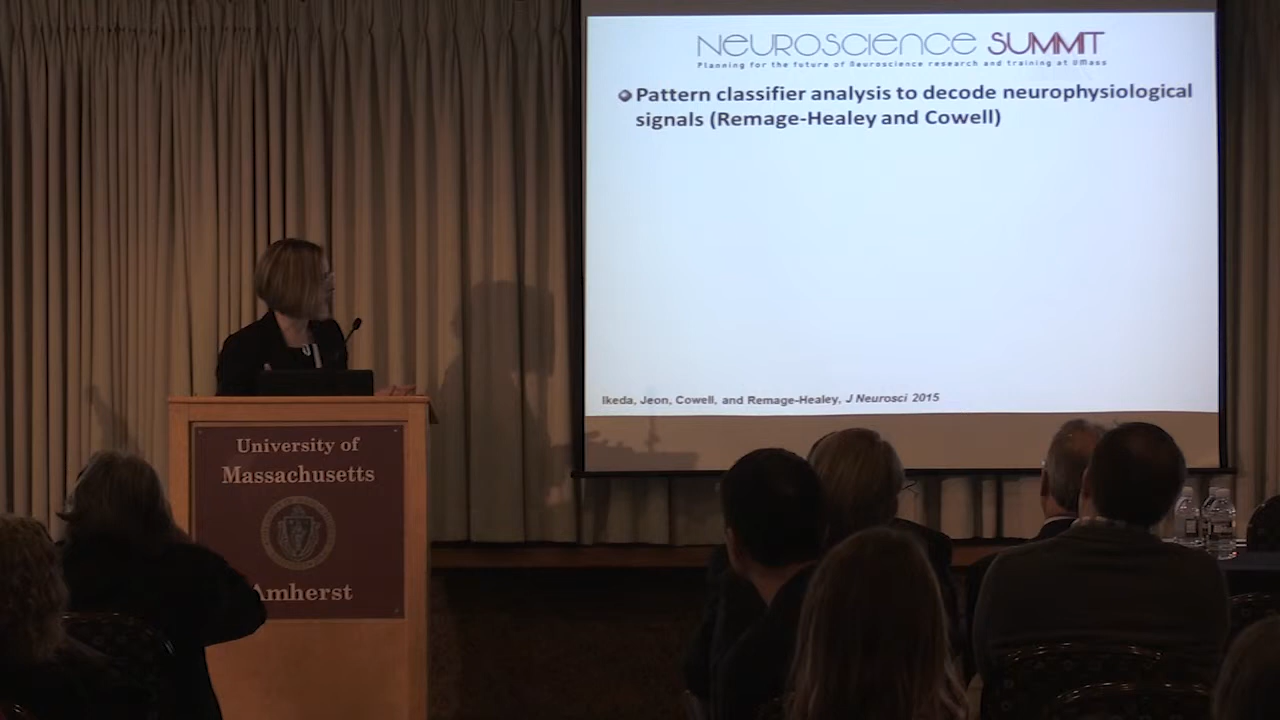 NEUROSCIENCE SUMMIT
Planning for the future of Neuroscience research and training at UMass
Pattern classifier analysis to decode neurophysiological
signals (Remage-Healey and Cowell)
Ikeda, Jeon, Cowell, and Remage-Healey, J Neurosci 2015
University of
Massachusetts
Amherst